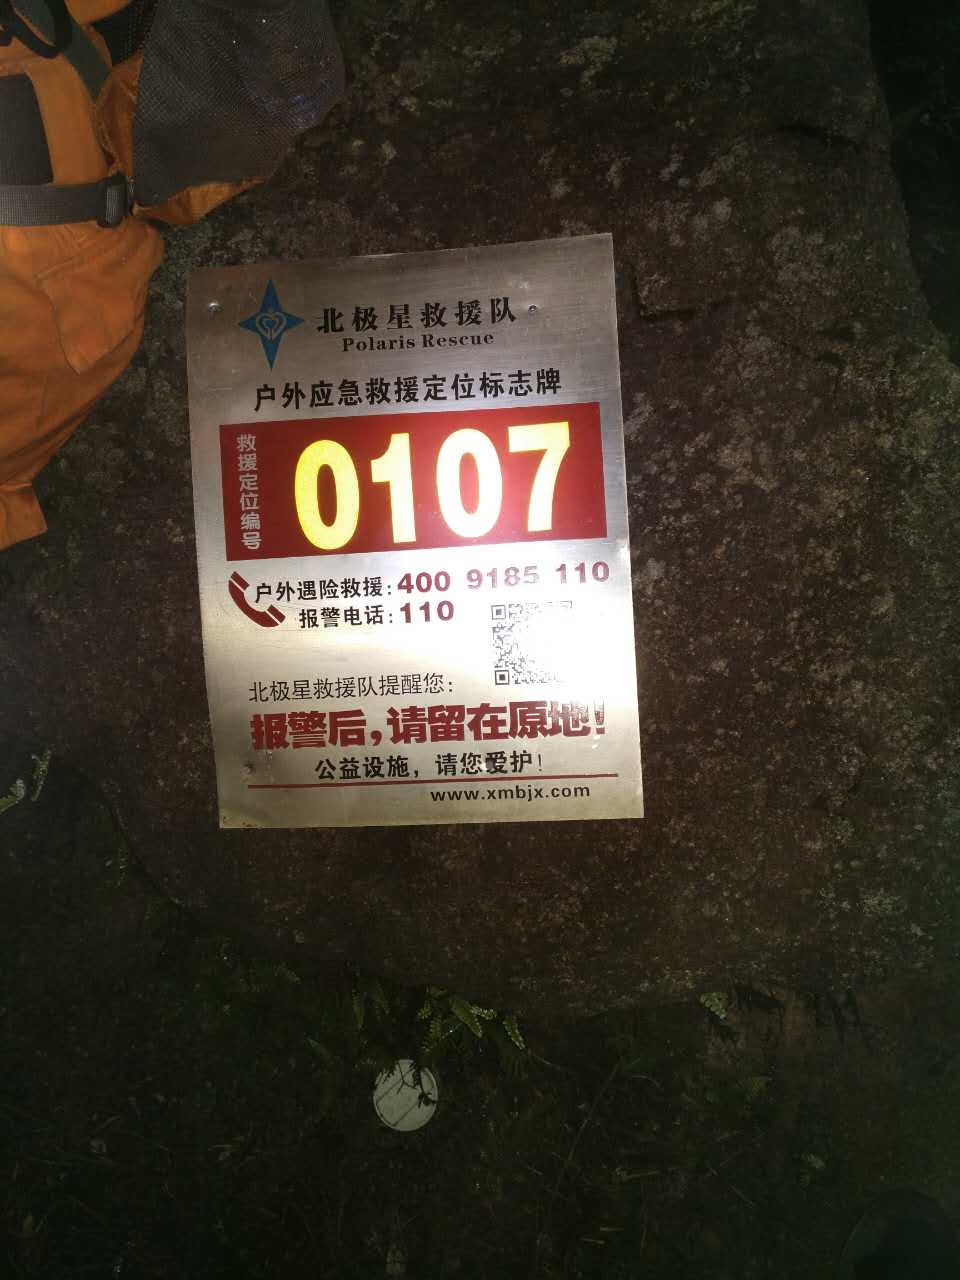 北极星救援队
Polaris Rescue
户外应急救援定位标志牌
救援定位编号
0107
户外遇险救援:400 9185 110
报警电话:110
北极星救援队提醒您:
报警后,请留在原地!
公益设施，请您爱护!
www.xmbjx.com